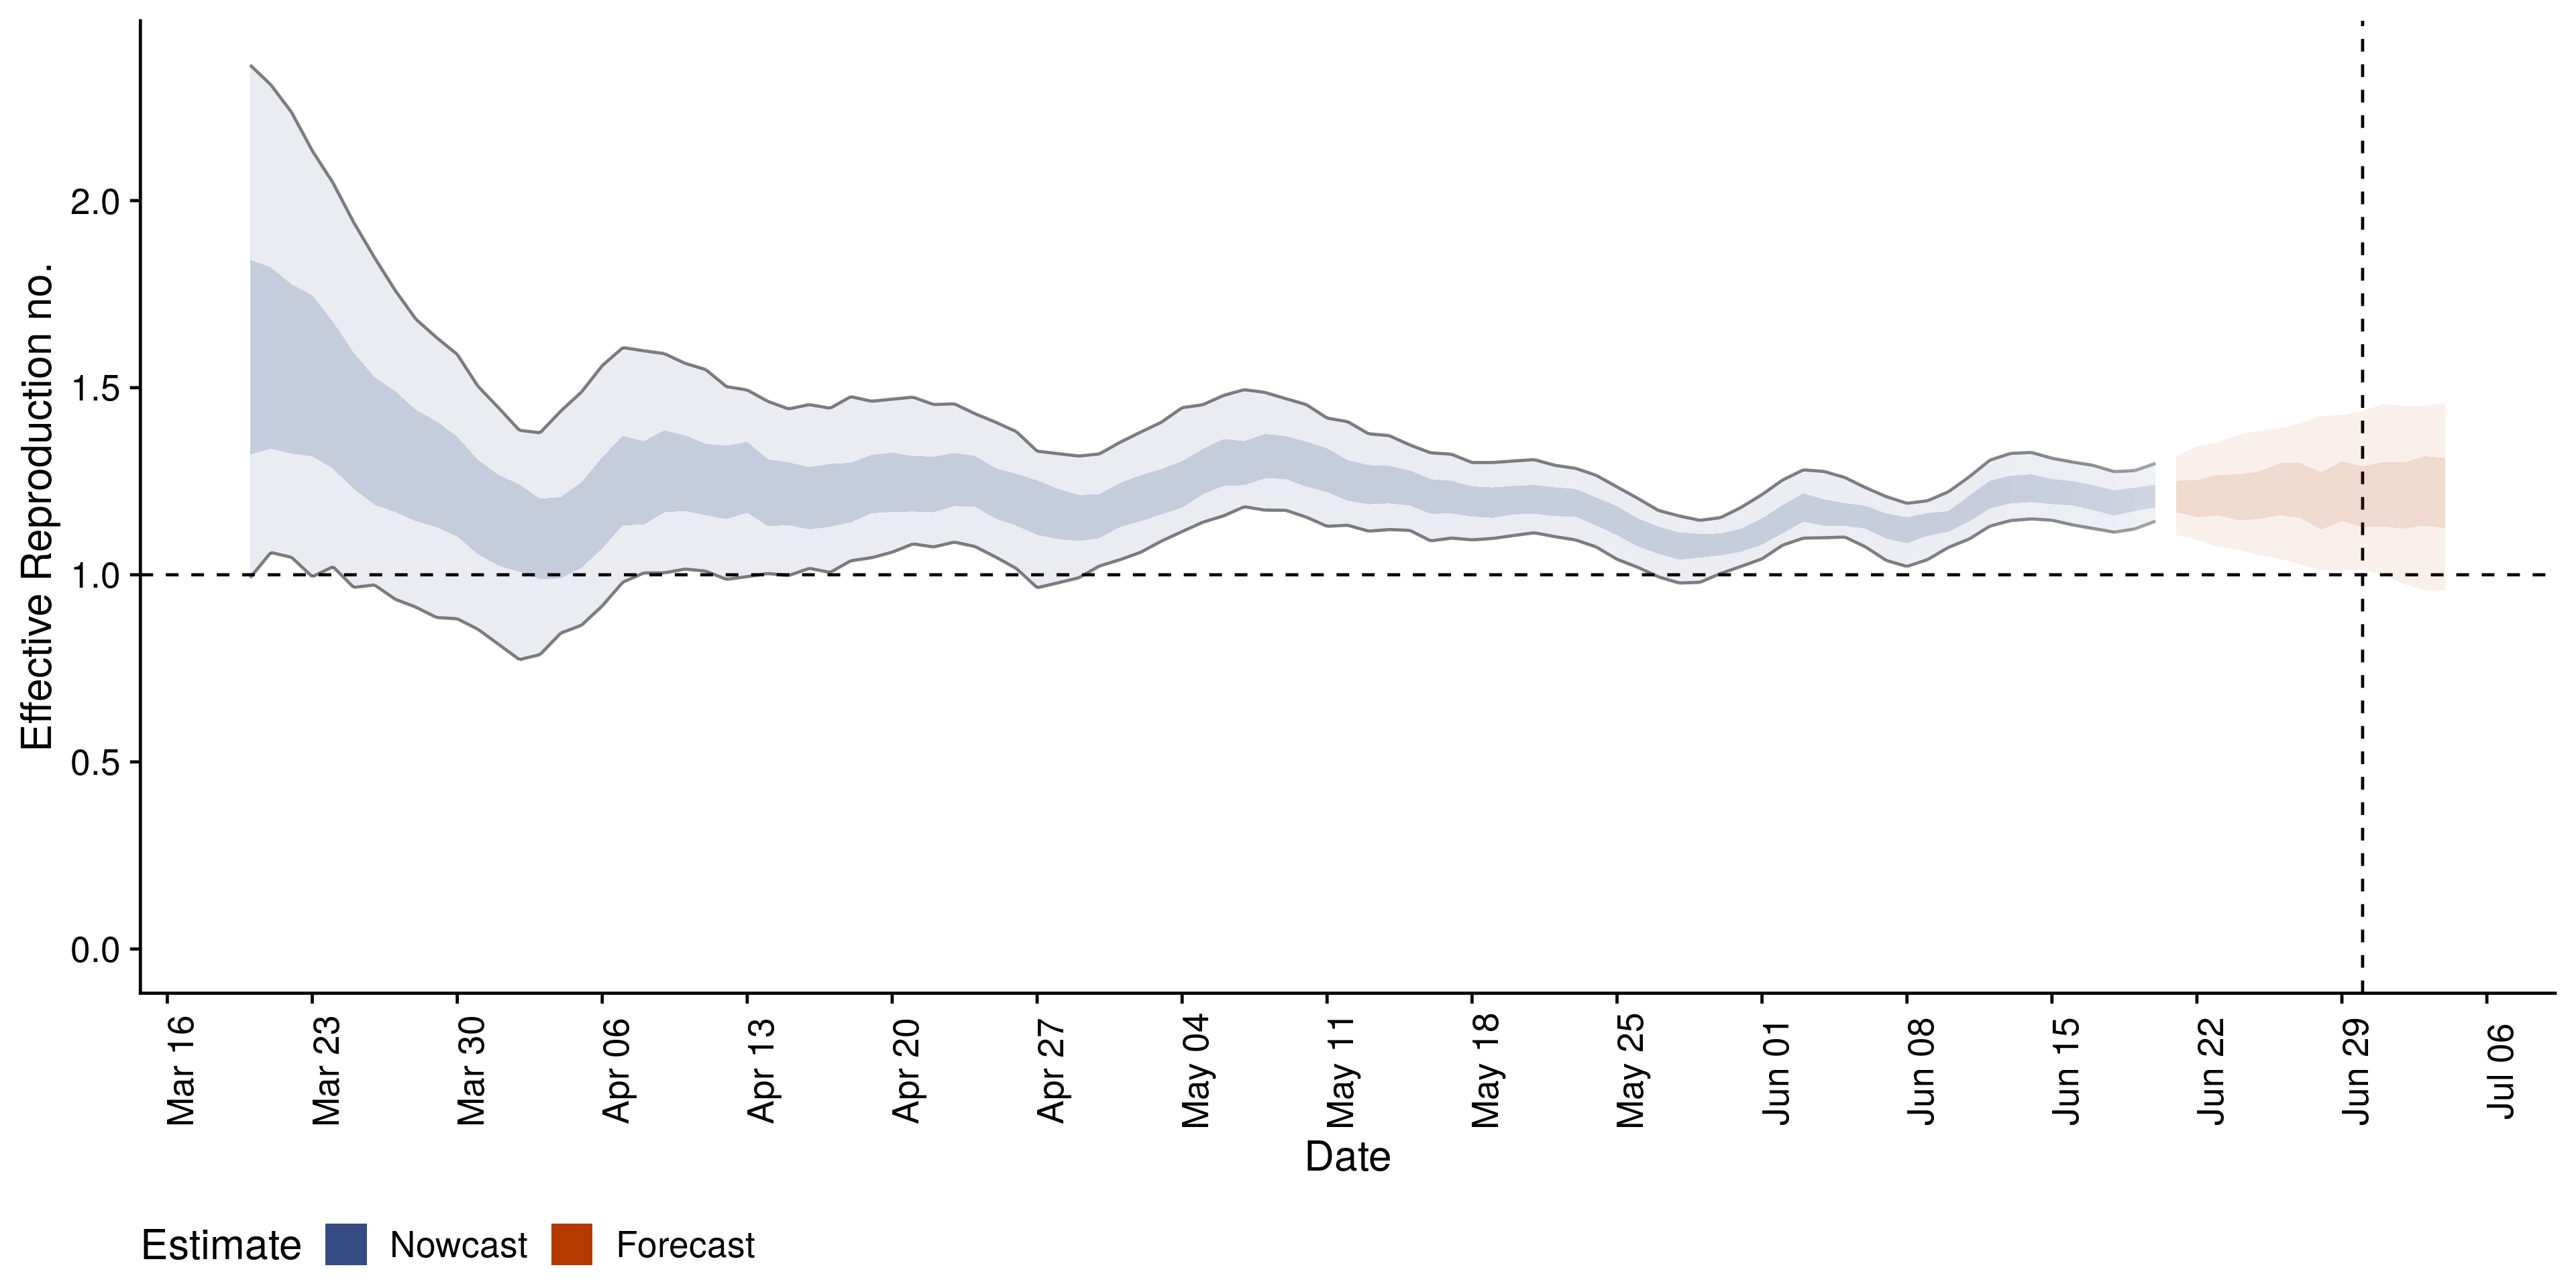 Effective Reproduction no.
2.0
1.5
1.0
0.5
0.0
Mar 16
Mar 23
Mar 30
Apr 06
Apr 13
Apr 20
Apr 27
May 04
May 11
May 18
May 25
Jun 01
Jun 08
Jun 15
Jun 22
Jun 29
Jul 06
Date
Estimate Nowcast Forecast